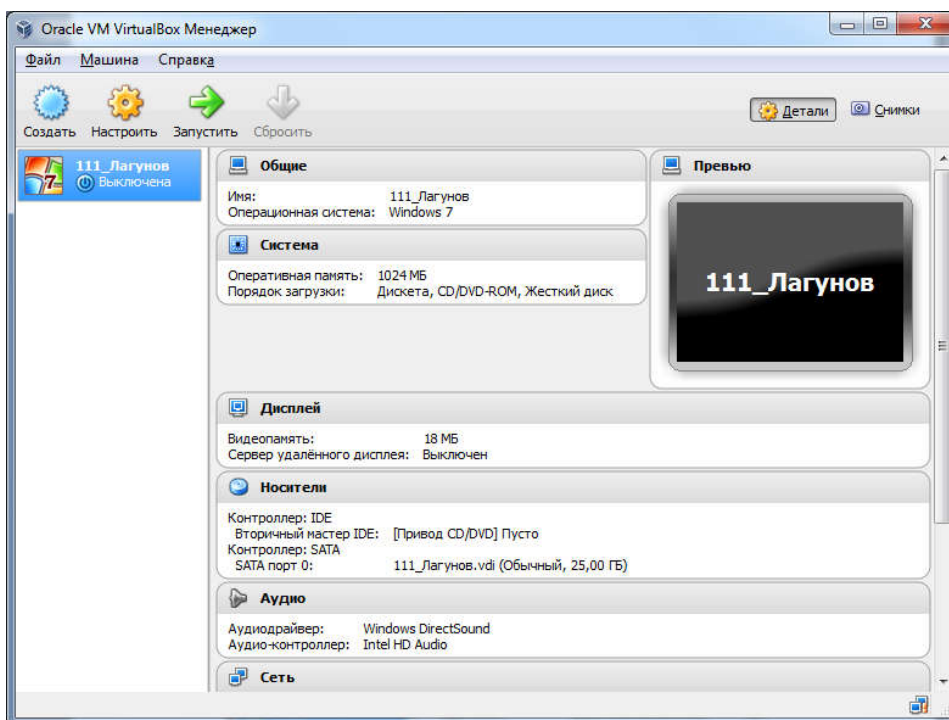 Oracle VM VirtualBox Менеджер
Файл Машина Справка
Создать Настроить Запустить Сбросить
Детали Снимки
111_Лагунов
Выключена
Общие
Имя: 111_Лагунов
Операционная система: Windows 7
Система
Оперативная память: 1024 МБ
Порядок загрузки: Дискета, CD/DVD-ROM, Жесткий диск
Превью
111_Лагунов
Дисплей
Видеопамять: 18 МБ
Сервер удалённого дисплея: Выключен
Носители
Контроллер: IDE
Вторичный мастер IDE: [Привод CD/DVD] Пусто
Контроллер: SATA
SATA порт 0: 111_Лагунов.vdi (Обычный, 25,00 ГБ)
Аудио
Аудиодрайвер: Windows DirectSound
Аудио-контроллер: Intel HD Audio
Сеть